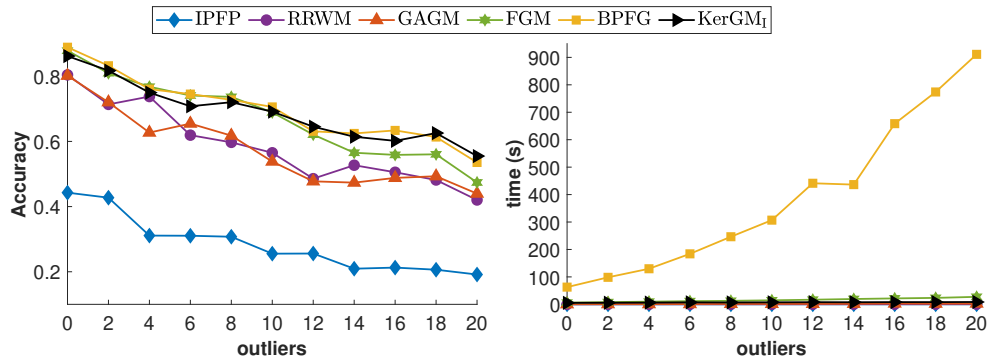 IPFP RRWM GAGM FGM BPFG KerGM_I
Accuracy
0.8
0.6
0.4
0.2
0 2 4 6 8 10 12 14 16 18 20
outliers
time (s)
900
800
700
600
500
400
300
200
100
0
0 2 4 6 8 10 12 14 16 18 20
outliers